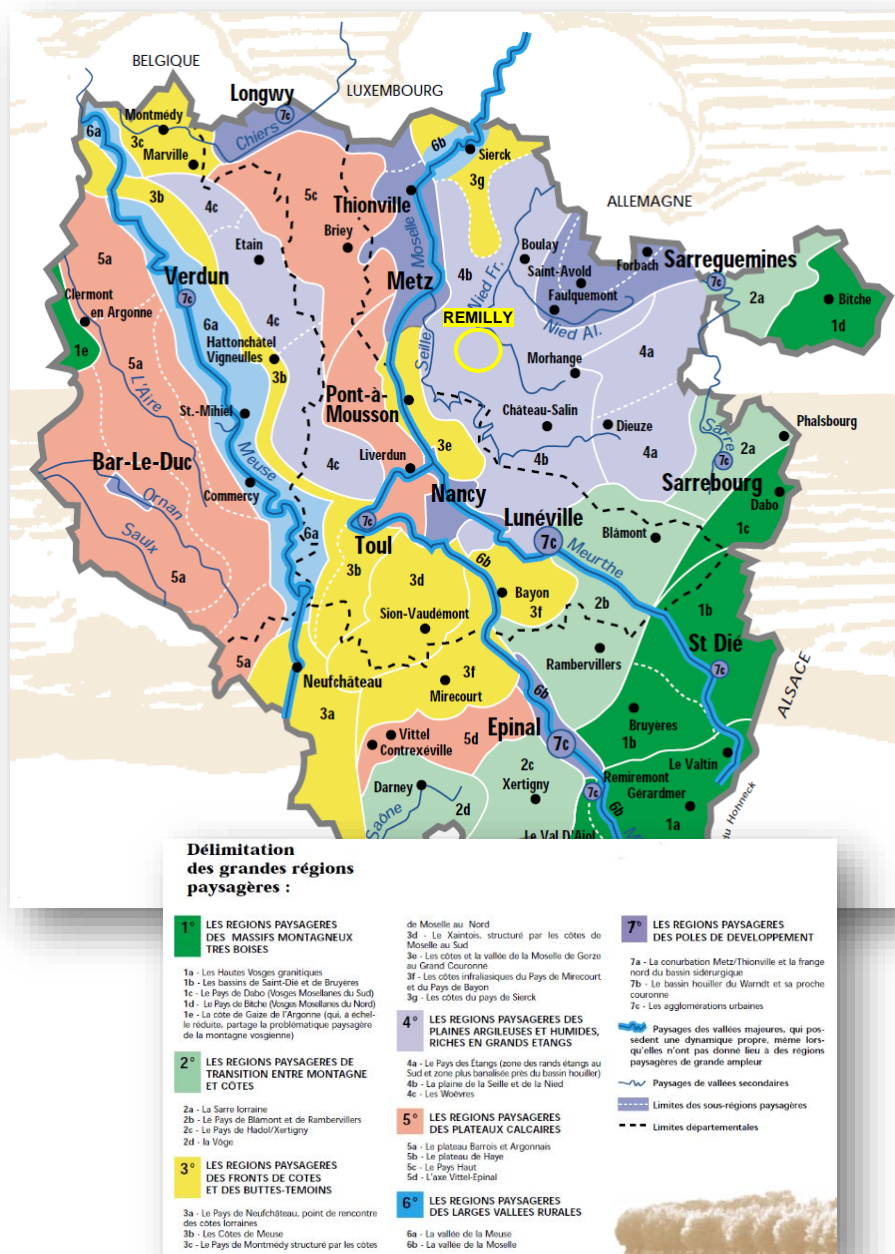 BELGIQUE
Longwy
LUXEMBOURG
Montmédy
7c
6a
3c
Chiers
Marville
6b
Sierck
3g
3b
4c
5c
Thionville
ALLEMAGNE
Etain
Briey
Moselle
Boulay
Forbach
Sarreguemines
5a
Saint-Avold
4b
Nied Fr.
Verdun
Metz
Faulquemont
7c
2a
Bitche
Clermont
en Argonne
7c
Nied Al.
1d
REMILLY
6a
4c
Seille
1e
Hattonchâtel
Vigneulles
4a
5a
3b
Morhange
L'Aire
Pont-à-
Mousson
St.-Mihiel
Château-Salin
Dieuze
Phalsbourg
Sarre
2a
3e
Bar-Le-Duc
Meuse
4c
Liverdun
4b
4a
7c
Commercy
Sarrebourg
Ornan
Nancy
Dabo
Lunéville
Saulx
6a
7c
7c
Blâmont
1c
Toul
Meurthe
6b
5a
3b
3d
Bayon
2b
1b
3f
Sion-Vaudémont
St Dié
5a
Rambervillers
7c
Neufchâteau
3f
ALSACE
Mirecourt
6b
3a
Bruyères
Vittel
Epinal
5d
Contrexéville
7c
1b
Le Valtin
2c
Darney
Xertigny
Remiremont
7c
Gérardmer
Saône
2d
6b
1a
au Hohneck
Le Val D'Ajol
Délimitation
des grandes régions
paysagères :
1° LES REGIONS PAYSAGERES
DES MASSIFS MONTAGNEUX
TRES BOISES
1a - Les Hautes Vosges granitiques
1b - Les bassins de Saint-Dié et de Bruyères
1c - Le Pays de Dabo (Vosges Mosellanes du Sud)
1d - Le Pays de Bitche (Vosges Mosellanes du Nord)
1e - La côte de Gaize de l'Argonne (qui, a échel-
le réduite, partage la problématique paysagère
de la montagne vosgienne)
2° LES REGIONS PAYSAGERES DE
TRANSITION ENTRE MONTAGNE
ET CÔTES
2a - La Sarre lorraine
2b - Le Pays de Blâmont et de Rambervillers
2c - Le Pays de Hadol/Xertigny
2d - la Vôge
3° LES REGIONS PAYSAGERES
DES FRONTS DE COTES
ET DES BUTTES-TEMOINS
3a - Le Pays de Neufchâteau, point de rencontre
des côtes lorraines
3b - Les Côtes de Meuse
3c - Le Pays de Montmédy structuré par les côtes
de Moselle au Nord
3d - Le Xaintois, structuré par les côtes de
Moselle au Sud
3e - Les côtes et la vallée de la Moselle de Gorze
au Grand Couronné
3f - Les côtes infraliasiques du Pays de Mirecourt
et du Pays de Bayon
3g - Les côtes du pays de Sierck
4° LES REGIONS PAYSAGERES DES
PLAINES ARGILEUSES ET HUMIDES,
RICHES EN GRANDS ETANGS
4a - Le Pays des Étangs (zone des rands étangs au
Sud et zone plus banalisée près du bassin houiller)
4b - La plaine de la Seille et de la Nied
4c - Les Woëvres
5° LES REGIONS PAYSAGERES
DES PLATEAUX CALCAIRES
5a - Le plateau Barrois et Argonnais
5b - Le plateau de Haye
5c - Le Pays Haut
5d - L'axe Vittel-Epinal
6° LES REGIONS PAYSAGERES
DES LARGES VALLEES RURALES
6a - La vallée de la Meuse
6b - La vallée de la Moselle
7° LES REGIONS PAYSAGERES
DES POLES DE DEVELOPPEMENT
7a - La conurbation Metz/Thionville et la frange
nord du bassin sidérurgique
7b - Le bassin houiller du Warndt et sa proche
couronne
7c - Les agglomérations urbaines
Paysages des vallées majeures, qui pos-
sèdent une dynamique propre, même lors-
qu'elles n'ont pas donné lieu à des régions
paysagères de grande ampleur
Paysages de vallées secondaires
Limites des sous-régions paysagères
Limites départementales